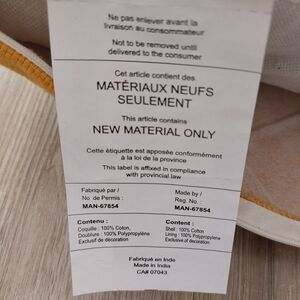 Ne pas enlever avant la
livraison au consommateur
Not to be removed until
delivered to the consumer
Cet article contient des
MATÉRIAUX NEUFS
SEULEMENT
This article contains
NEW MATERIAL ONLY
Cette étiquette est apposée conformément
à la loi de la province
This label is affixed in compliance
with provincial law
Fabriqué par / Made by /
No. de Permis : Reg. No. :
MAN-67854 MAN-67854
Contenu : Content :
Coquille : 100% Coton, Shell : 100% Cotton
Doublure : 100% Polypropylène Lining : 100% Polypropylene
Exclusif de décoration Exclusive of decoration
Fabriqué en Inde
Made in India
CA# 07043